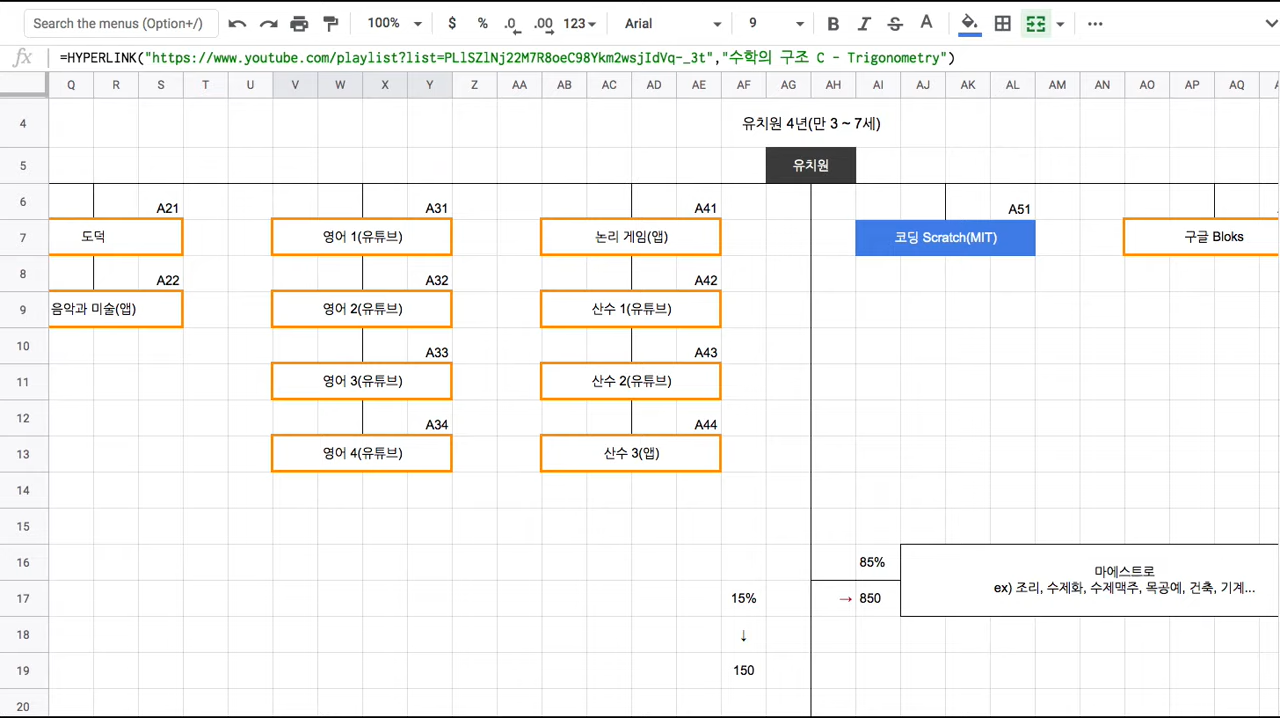 Search the menus (Option+/)
100%
$ % .0 .00 123
Arial
9
B I S A
fx =HYPERLINK("https://www.youtube.com/playlist?list=PLlSZlNj22M7R8oeC98Ykm2wsjIdVq-_3t","수학의 구조 C - Trigonometry")
Q R S T U V W X Y Z AA AB AC AD AE AF AG AH AI AJ AK AL AM AN AO AP AQ
4 유치원 4년(만 3 ~ 7세)
5 유치원
6 A21 A31 A41 A51
7 도덕 영어 1(유튜브) 논리 게임(앱) 코딩 Scratch(MIT) 구글 Bloks
8 A22 A32 A42
9 음악과 미술(앱) 영어 2(유튜브) 산수 1(유튜브)
10 A33 A43
11 영어 3(유튜브) 산수 2(유튜브)
12 A34 A44
13 영어 4(유튜브) 산수 3(앱)
14
15
16 85% 마에스트로
ex) 조리, 수제화, 수제맥주, 목공예, 건축, 기계...
17 15% → 850
18 ↓
19 150
20